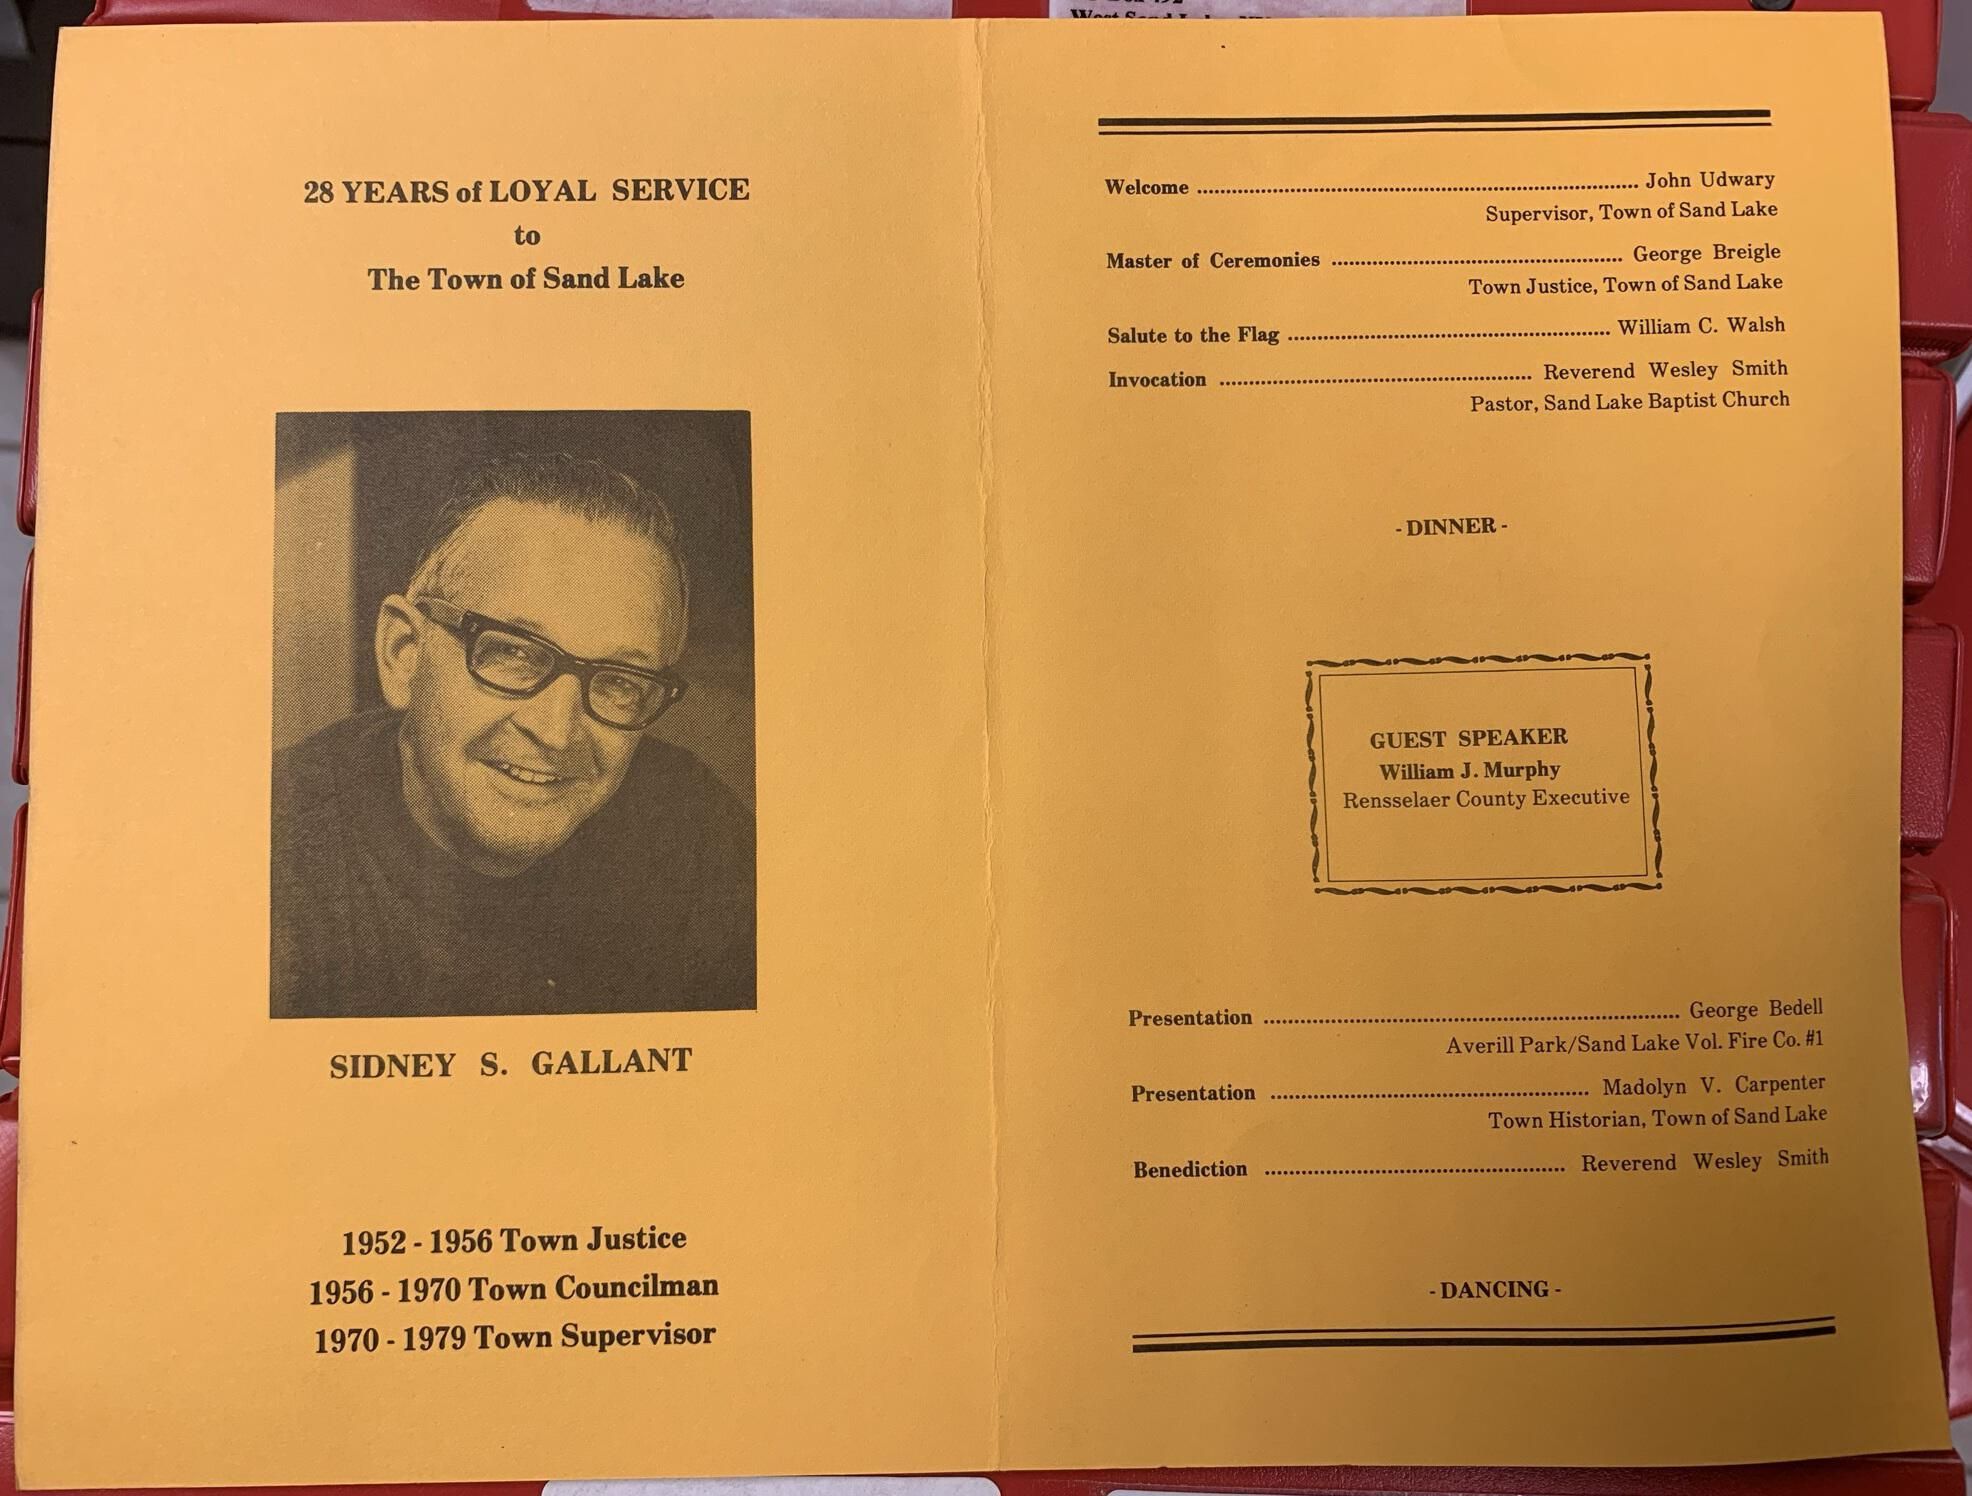 West Sand Lake
28 YEARS of LOYAL SERVICE
to
The Town of Sand Lake
SIDNEY S. GALLANT
1952 - 1956 Town Justice
1956 - 1970 Town Councilman
1970 - 1979 Town Supervisor
Welcome ........................................................................... John Udwary
Supervisor, Town of Sand Lake
Master of Ceremonies ................................................. George Breigle
Town Justice, Town of Sand Lake
Salute to the Flag ....................................................... William C. Walsh
Invocation ..................................................... Reverend Wesley Smith
Pastor, Sand Lake Baptist Church
- DINNER -
GUEST SPEAKER
William J. Murphy
Rensselaer County Executive
Presentation ...................................................................... George Bedell
Averill Park/Sand Lake Vol. Fire Co. #1
Presentation ...................................................... Madolyn V. Carpenter
Town Historian, Town of Sand Lake
Benediction ................................................... Reverend Wesley Smith
- DANCING -